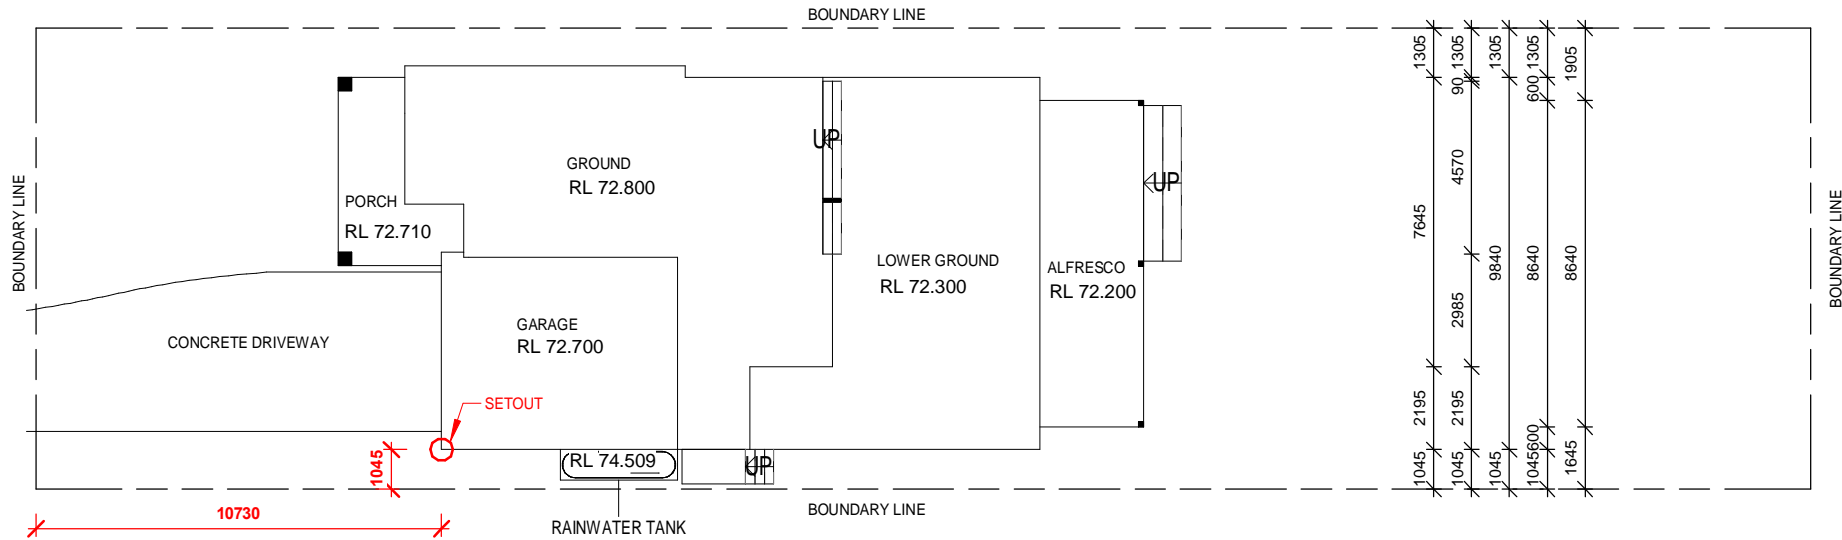 BOUNDARY LINE
BOUNDARY LINE
BOUNDARY LINE
GROUND
RL 72.800
UP
UP
PORCH
RL 72.710
LOWER GROUND
RL 72.300
ALFRESCO
RL 72.200
GARAGE
RL 72.700
CONCRETE DRIVEWAY
SETOUT
RL 74.509
UP
RAINWATER TANK
BOUNDARY LINE
1045
10730
1305
7645
2195
1045
1305
90
4570
2985
2195
1045
1305
9840
1045
1305
600
8640
600
1045
1905
8640
1645